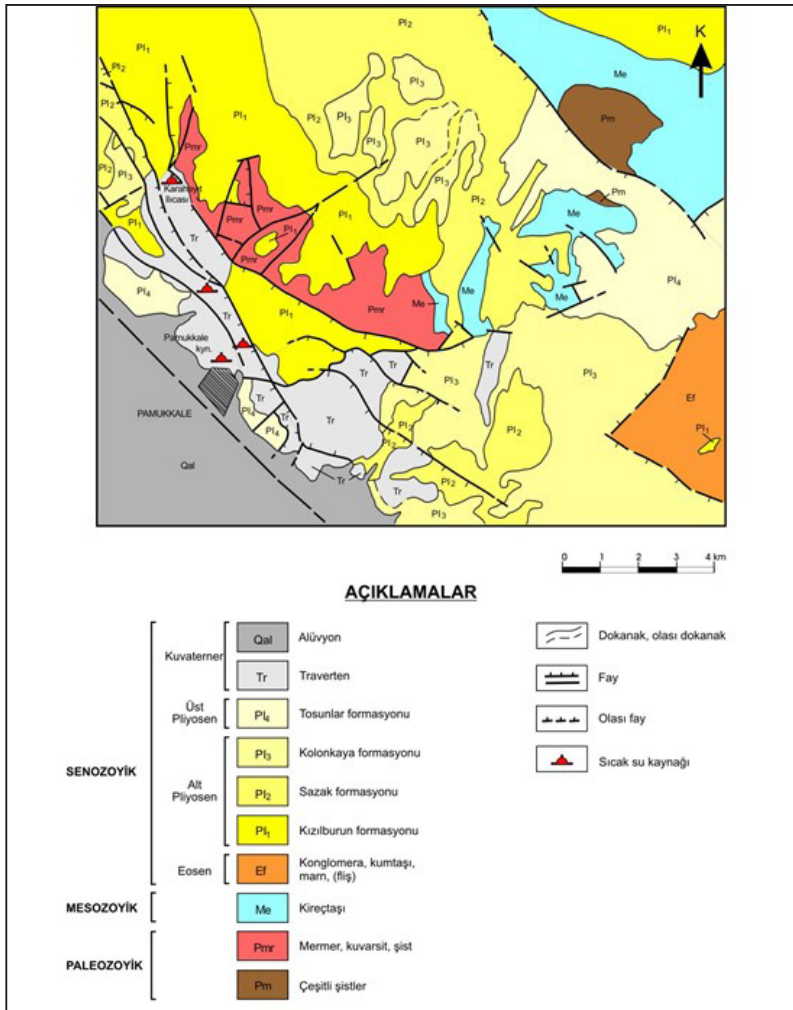 Pl1
Pl2
Pl1
K
Pl2
Pl1
Me
Pl3
Pl2
Pl3
Pm
Pl2
Pl1
Pl3
Pl3
Pmr
Pl2
Pl3
Pl3
Pl2
Pm
Karahayıt
Ilıcası
Pmr
Pmr
Me
Pl1
Pl1
Pl1
Tr
Pmr
Me
Pl4
Pl4
Pmr
Me
Me
Tr
Pl1
Pamukkale
kyn.
Tr
Tr
Tr
Pl3
Pl3
PAMUKKALE
Tr
Pl4
Tr
Tr
Pl2
Pl2
Ef
Pl1
Pl4
Pl2
Qal
Tr
Tr
Pl2
Pl3
0 1 2 3 4 km
AÇIKLAMALAR
SENOZOYİK
Kuvaterner
Qal Alüvyon
Tr Traverten
Üst
Pliyosen
Pl4 Tosunlar formasyonu
Alt
Pliyosen
Pl3 Kolonkaya formasyonu
Pl2 Sazak formasyonu
Pl1 Kızılburun formasyonu
Eosen
Ef Konglomera, kumtaşı,
marn, (fliş)
MESOZOYİK
Me Kireçtaşı
PALEOZOYİK
Pmr Mermer, kuvarsit, şist
Pm Çeşitli şistler
Dokanak, olası dokanak
Fay
Olası fay
Sıcak su kaynağı